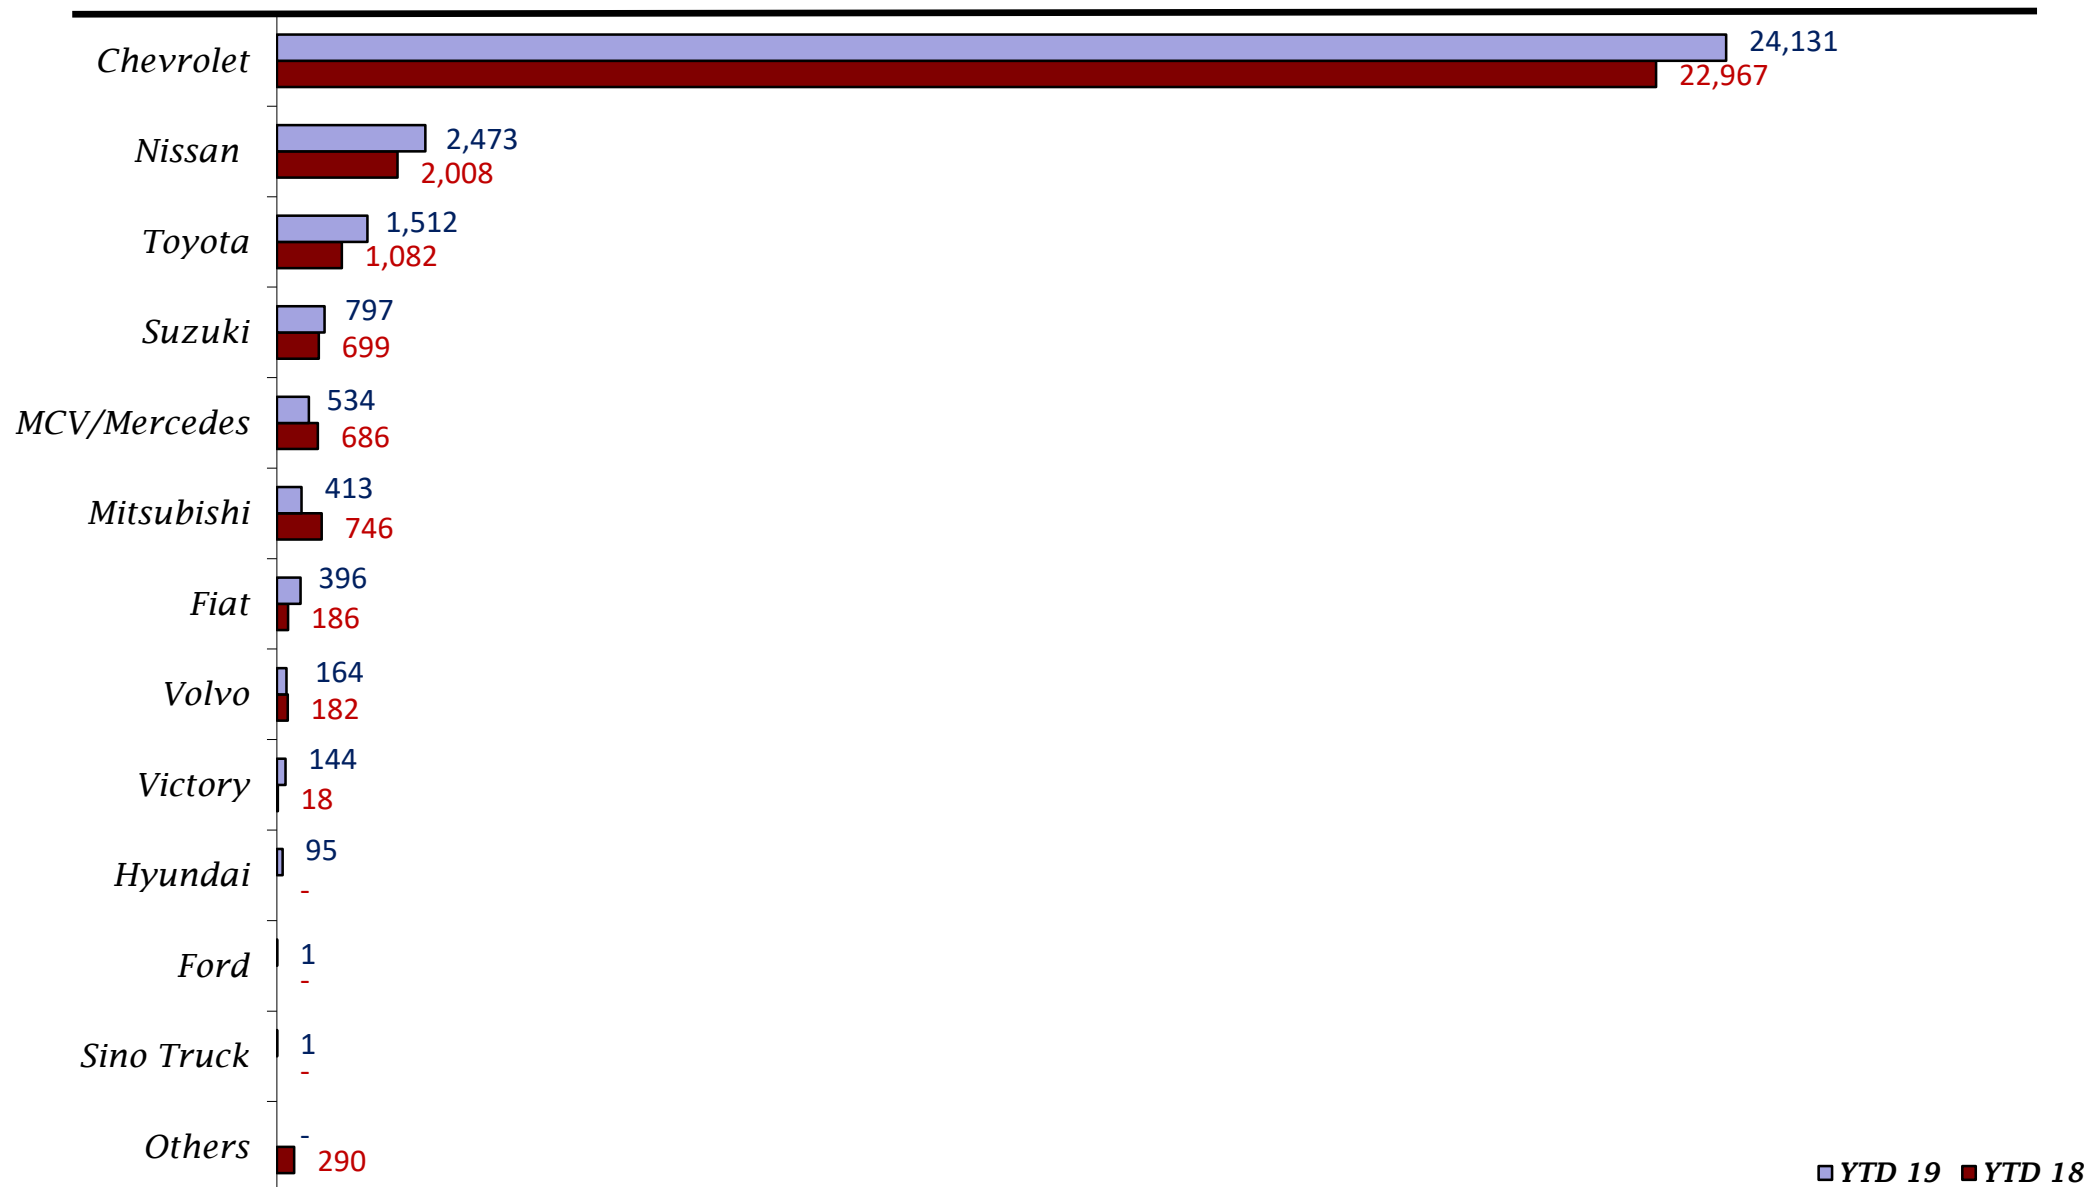 Chevrolet
24,131
22,967
Nissan
2,473
2,008
Toyota
1,512
1,082
Suzuki
797
699
MCV/Mercedes
534
686
Mitsubishi
413
746
Fiat
396
186
Volvo
164
182
Victory
144
18
Hyundai
95
-
Ford
1
-
Sino Truck
1
-
Others
-
290
YTD 19 YTD 18